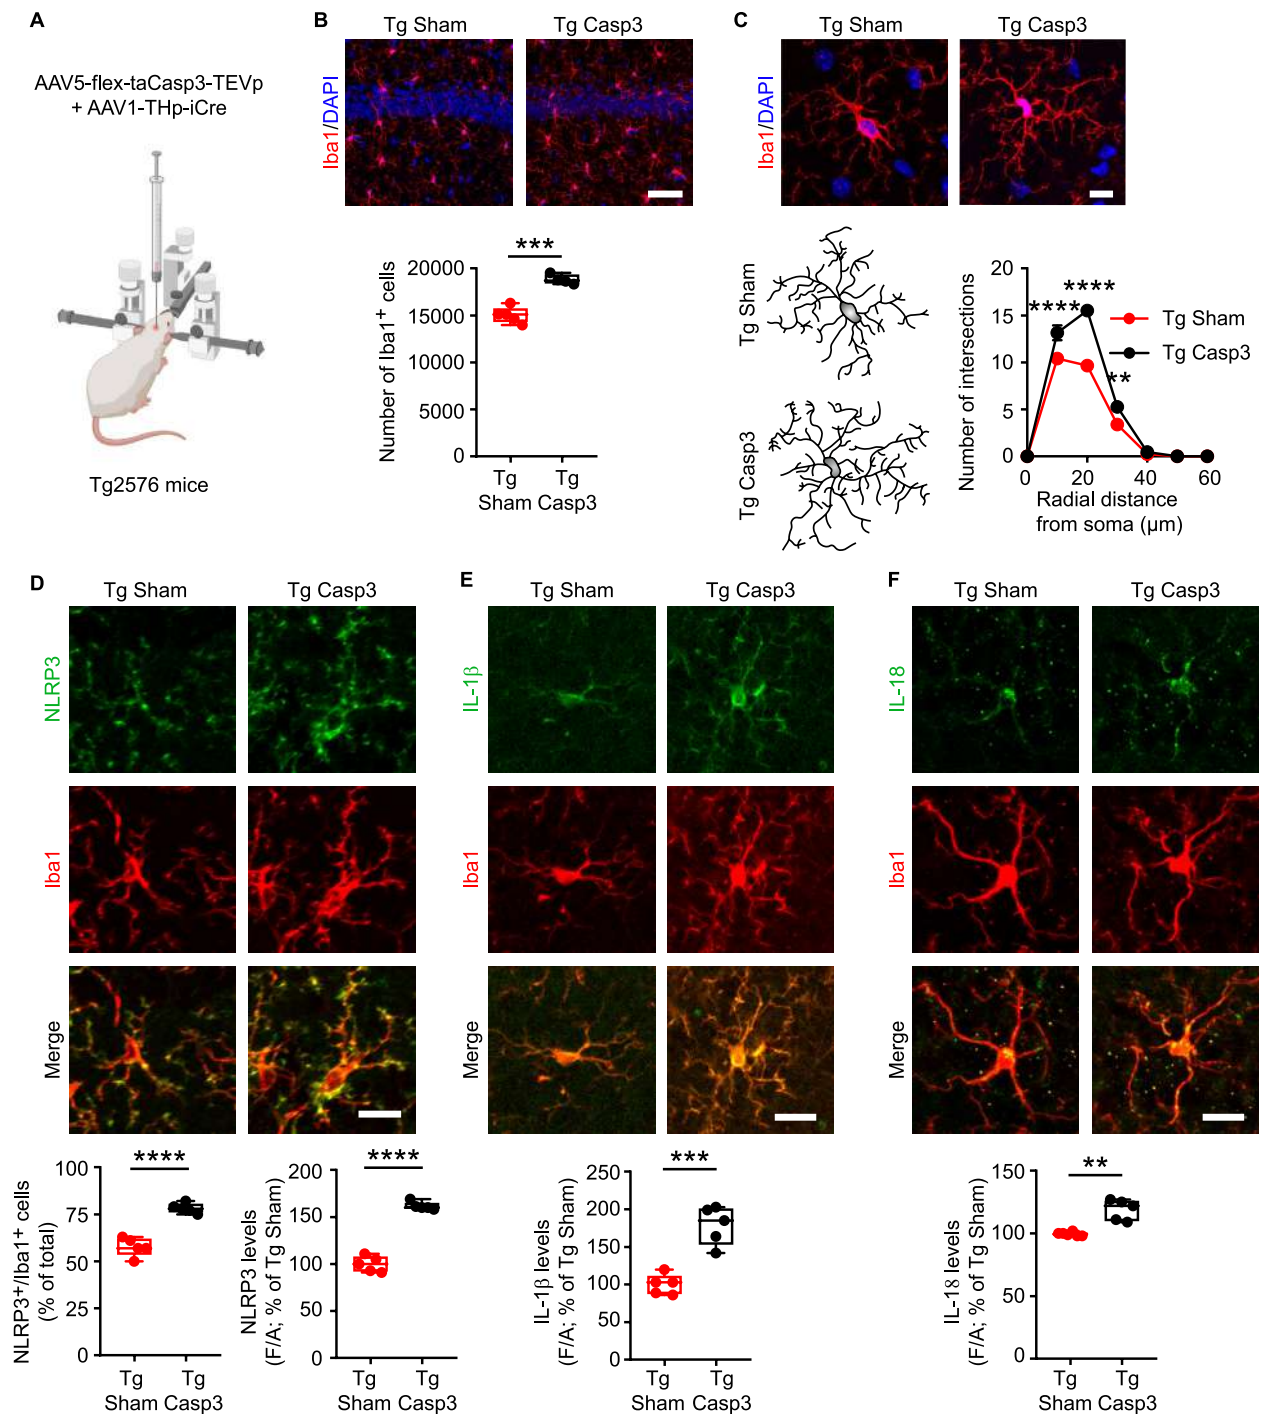 A
AAV5-flex-taCasp3-TEVp
+ AAV1-THp-iCre
Tg2576 mice
B
Tg Sham
Tg Casp3
Iba1/DAPI
***
Number of Iba1+ cells
20000
15000
10000
5000
0
Tg Tg
Sham Casp3
C
Tg Sham
Tg Casp3
Iba1/DAPI
Tg Sham
Tg Casp3
Number of intersections
20
15
10
5
0
****
****
**
Tg Sham
Tg Casp3
0 20 40 60
Radial distance
from soma (µm)
D
Tg Sham
Tg Casp3
NLRP3
Iba1
Merge
****
NLRP3+/Iba1+ cells
(% of total)
100
75
50
25
0
Tg Tg
Sham Casp3
****
NLRP3 levels
(F/A; % of Tg Sham)
200
150
100
50
0
Tg Tg
Sham Casp3
E
Tg Sham
Tg Casp3
IL-1β
Iba1
Merge
***
IL-1β levels
(F/A; % of Tg Sham)
250
200
150
100
50
0
Tg Tg
Sham Casp3
F
Tg Sham
Tg Casp3
IL-18
Iba1
Merge
**
IL-18 levels
(F/A; % of Tg Sham)
150
100
50
0
Tg Tg
Sham Casp3